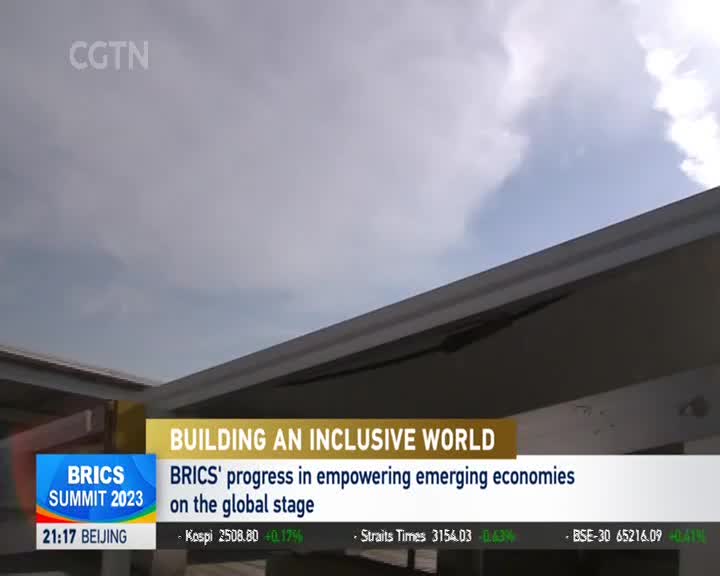 CGTN
BUILDING AN INCLUSIVE WORLD
BRICS' progress in empowering emerging economies
on the global stage
BRICS
SUMMIT 2023
21:17 BEIJING
· Kospi 2508.80 +0.17% · Straits Times 3154.03 -0.63% · BSE-30 65216.09 +0.41%